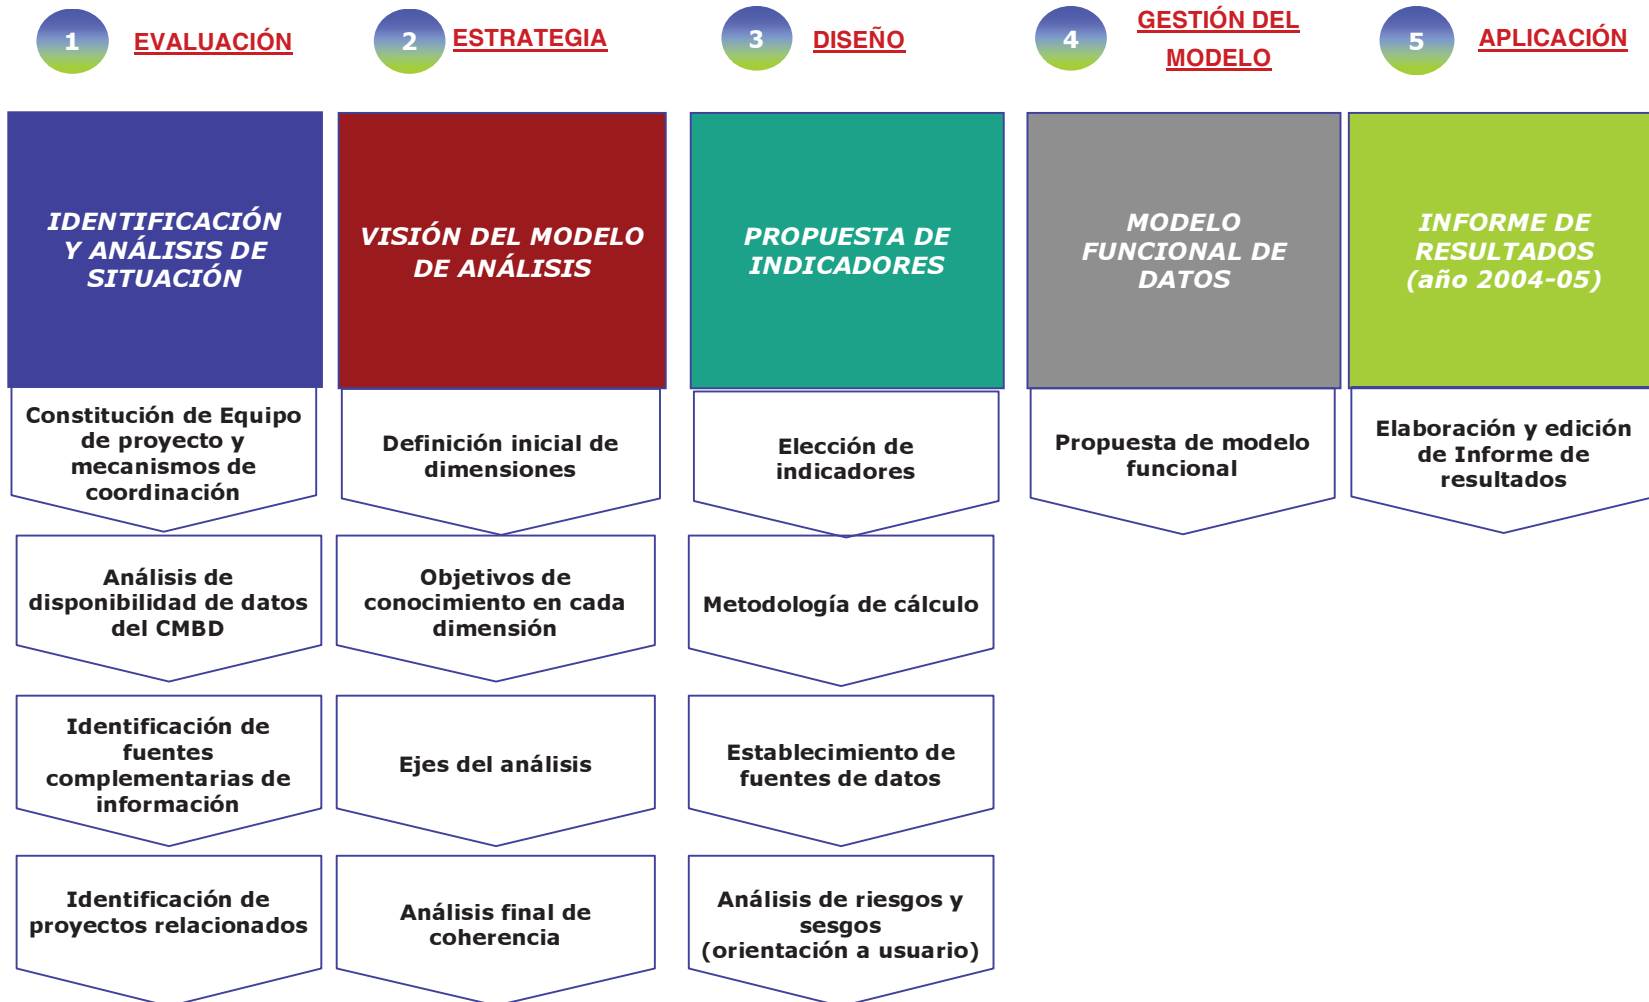 1 EVALUACIÓN
2 ESTRATEGIA
3 DISEÑO
4 GESTIÓN DEL
MODELO
5 APLICACIÓN
IDENTIFICACIÓN
Y ANÁLISIS DE
SITUACIÓN
VISIÓN DEL MODELO
DE ANÁLISIS
PROPUESTA DE
INDICADORES
MODELO
FUNCIONAL DE
DATOS
INFORME DE
RESULTADOS
(año 2004-05)
Constitución de Equipo
de proyecto y
mecanismos de
coordinación
Definición inicial de
dimensiones
Elección de
indicadores
Propuesta de modelo
funcional
Elaboración y edición
de Informe de
resultados
Análisis de
disponibilidad de datos
del CMBD
Objetivos de
conocimiento en cada
dimensión
Metodología de cálculo
Identificación de
fuentes
complementarias de
información
Ejes del análisis
Establecimiento de
fuentes de datos
Identificación de
proyectos relacionados
Análisis final de
coherencia
Análisis de riesgos y
sesgos
(orientación a usuario)